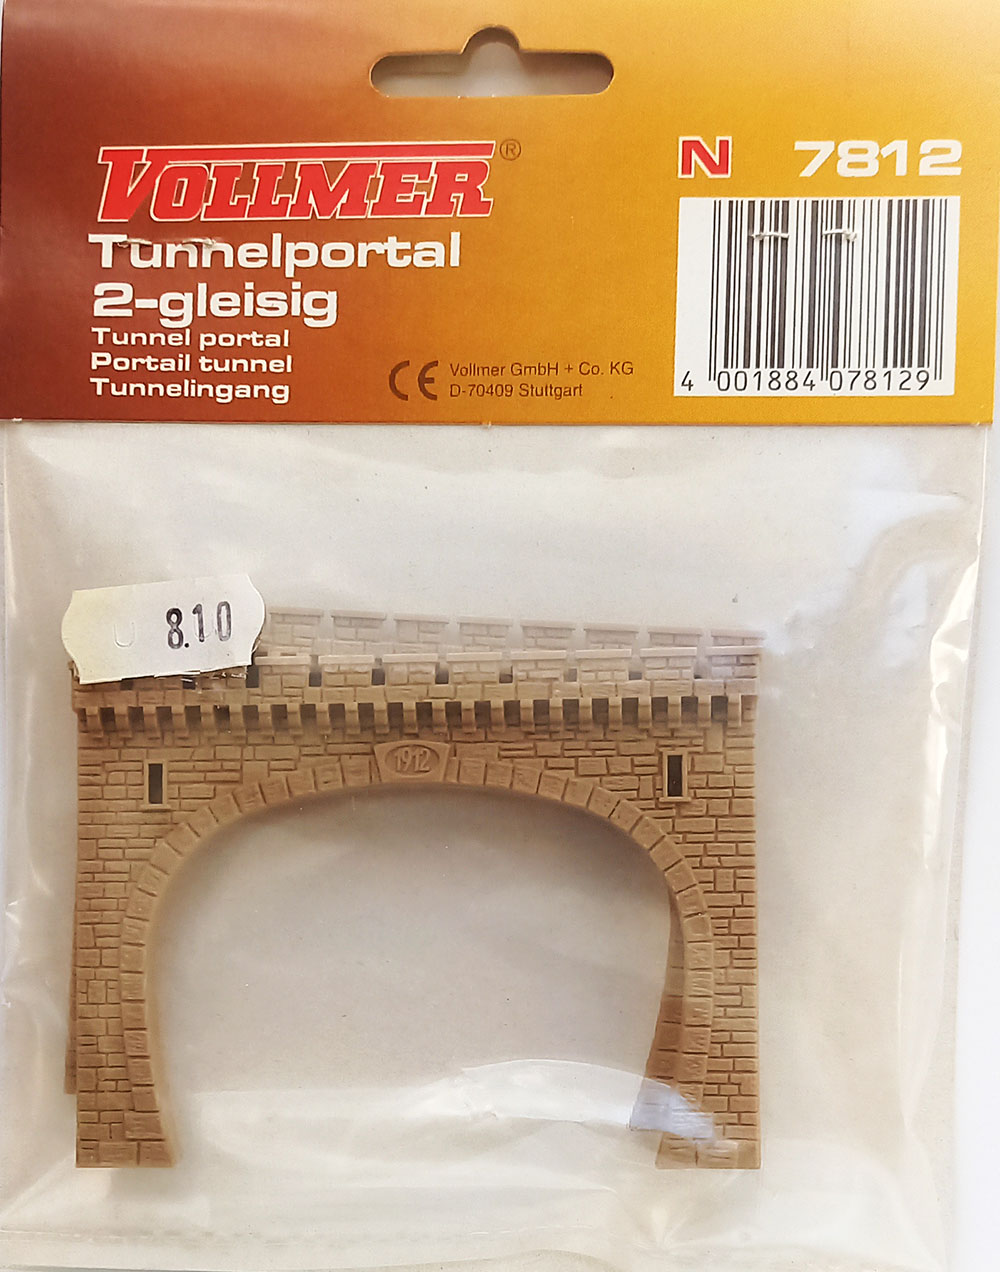 VOLLMER®
N 7812
Tunnelportal
2-gleisig
Tunnel portal
Portail tunnel
Tunnelingang
CE
Vollmer GmbH + Co. KG
D-70409 Stuttgart
4 001884 078129
8.10
1912